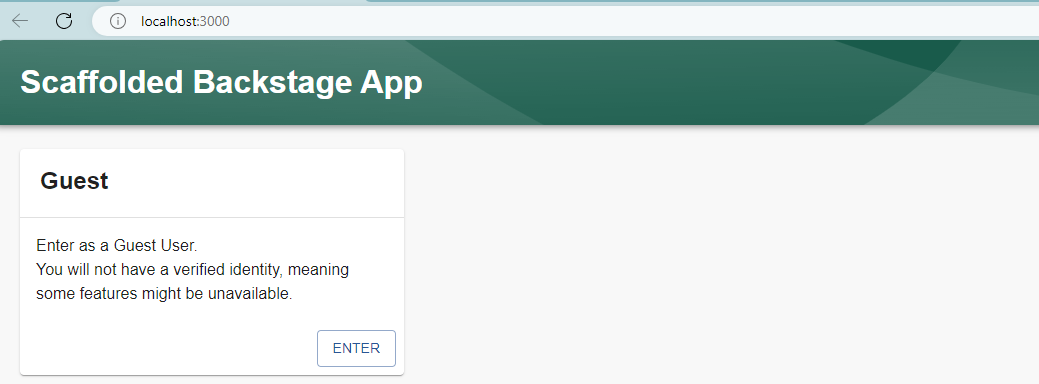 localhost:3000
Scaffolded Backstage App
Guest
Enter as a Guest User.
You will not have a verified identity, meaning
some features might be unavailable.
ENTER